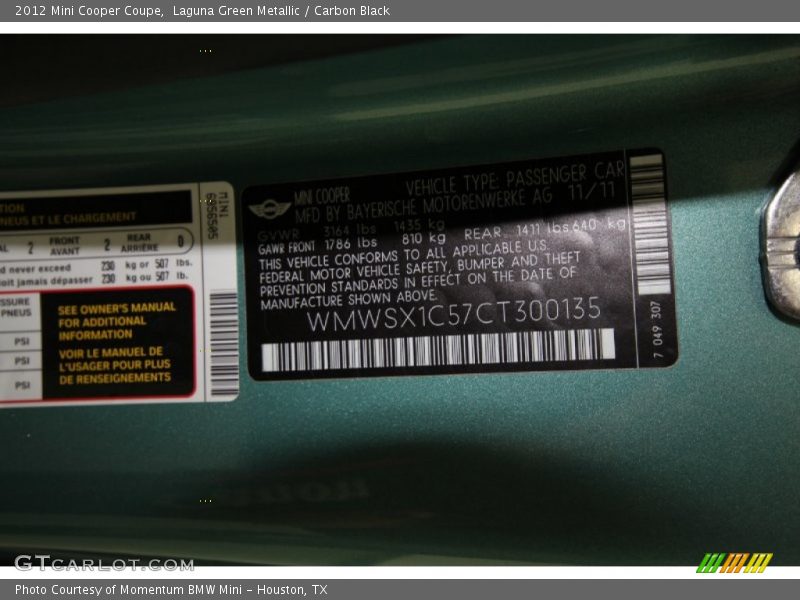 2012 Mini Cooper Coupe, Laguna Green Metallic / Carbon Black
TION
NEUS ET LE CHARGEMENT
AL 2 FRONT AVANT 2 REAR ARRIÈRE 0
d never exceed 230 kg or 507 lbs.
oit jamais dépasser 230 kg ou 507 lb.
SSURE
PNEUS
PSI
PSI
PSI
SEE OWNER'S MANUAL
FOR ADDITIONAL
INFORMATION
VOIR LE MANUEL DE
L'USAGER POUR PLUS
DE RENSEIGNEMENTS
MINI
MINI COOPER VEHICLE TYPE: PASSENGER CAR
MFD BY BAYERISCHE MOTORENWERKE AG 11/11
GVWR 3164 lbs 1435 kg
GAWR FRONT 1786 lbs 810 kg REAR 1411 lbs 640 kg
THIS VEHICLE CONFORMS TO ALL APPLICABLE U.S.
FEDERAL MOTOR VEHICLE SAFETY, BUMPER AND THEFT
PREVENTION STANDARDS IN EFFECT ON THE DATE OF
MANUFACTURE SHOWN ABOVE.
WMWSX1C57CT300135
7 049 307
GTCARLOT.COM
Photo Courtesy of Momentum BMW Mini - Houston, TX